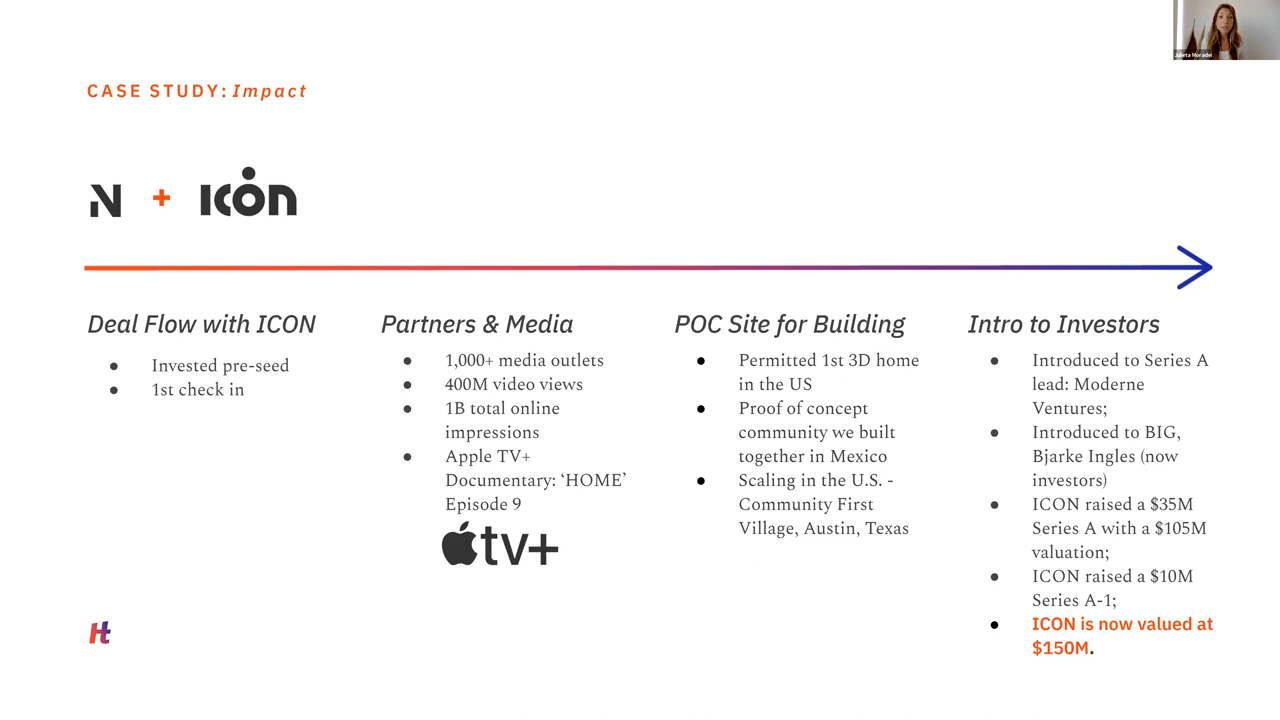 Julieta Moradei
CASE STUDY: Impact
N + ICON
Deal Flow with ICON
● Invested pre-seed
● 1st check in
Partners & Media
● 1,000+ media outlets
● 400M video views
● 1B total online
impressions
● Apple TV+
Documentary: ‘HOME’
Episode 9
tv+
POC Site for Building
● Permitted 1st 3D home
in the US
● Proof of concept
community we built
together in Mexico
● Scaling in the U.S. -
Community First
Village, Austin, Texas
Intro to Investors
● Introduced to Series A
lead: Moderne
Ventures;
● Introduced to BIG,
Bjarke Ingles (now
investors)
● ICON raised a $35M
Series A with a $105M
valuation;
● ICON raised a $10M
Series A-1;
● ICON is now valued at
$150M.
Ht